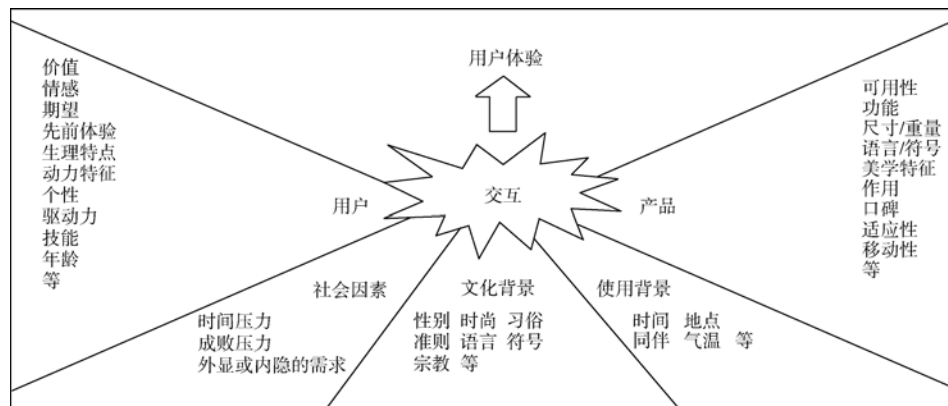 用户体验
交互
用户
价值
情感
期望
先前体验
生理特点
动力特征
个性
驱动力
技能
年龄
等
产品
可用性
功能
尺寸/重量
语言/符号
美学特征
作用
口碑
适应性
移动性
等
社会因素
时间压力
成败压力
外显或内隐的需求
文化背景
性别 时尚 习俗
准则 语言 符号
宗教 等
使用背景
时间 地点
同伴 气温 等